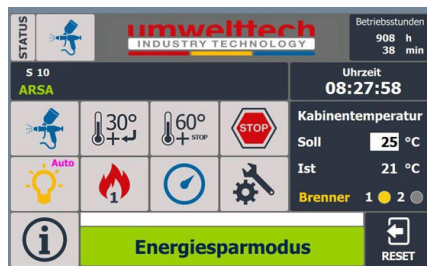 STATUS
umwelttech
INDUSTRY TECHNOLOGY
Betriebsstunden
908 h
38 min
S 10
ARSA
Uhrzeit
08:27:58
30°
60°
STOP
STOP
Kabinentemperatur
Soll 25 °C
Ist 21 °C
Auto
1
Brenner 1 2
i
Energiesparmodus
RESET